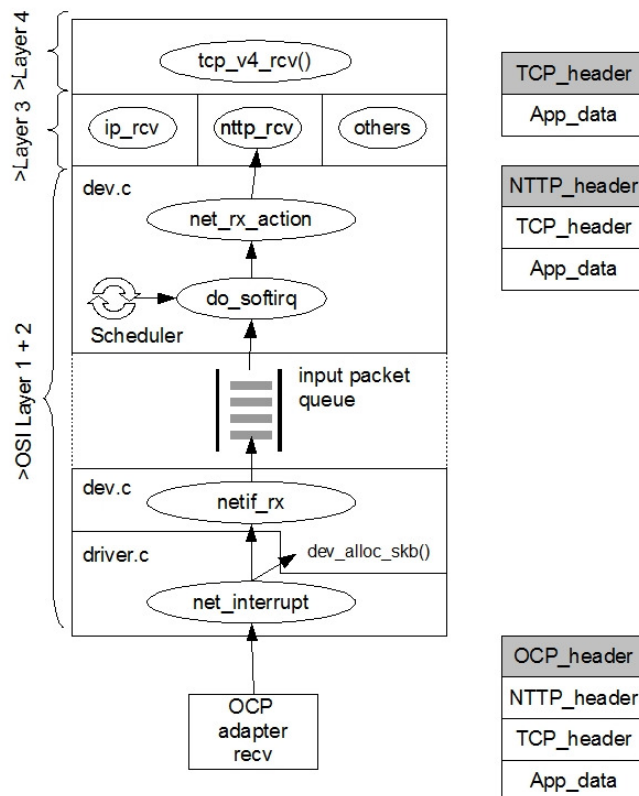 >Layer 4
tcp_v4_rcv()
>Layer 3
ip_rcv
nttp_rcv
others
>OSI Layer 1 + 2
dev.c
net_rx_action
do_softirq
Scheduler
input packet
queue
dev.c
netif_rx
driver.c
dev_alloc_skb()
net_interrupt
OCP
adapter
recv
TCP_header
App_data
NTTP_header
TCP_header
App_data
OCP_header
NTTP_header
TCP_header
App_data